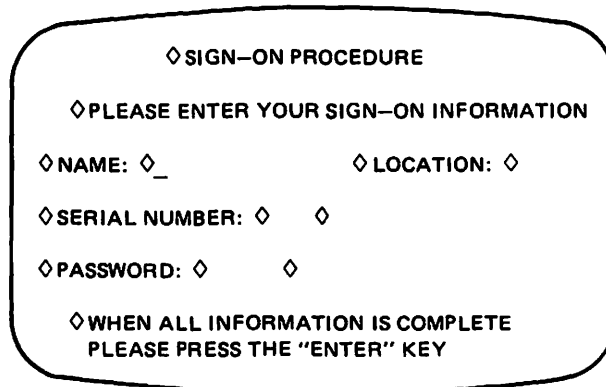 ◊SIGN–ON PROCEDURE
◊PLEASE ENTER YOUR SIGN–ON INFORMATION
◊NAME: ◊_ ◊LOCATION: ◊
◊SERIAL NUMBER: ◊ ◊
◊PASSWORD: ◊ ◊
◊WHEN ALL INFORMATION IS COMPLETE
PLEASE PRESS THE "ENTER" KEY